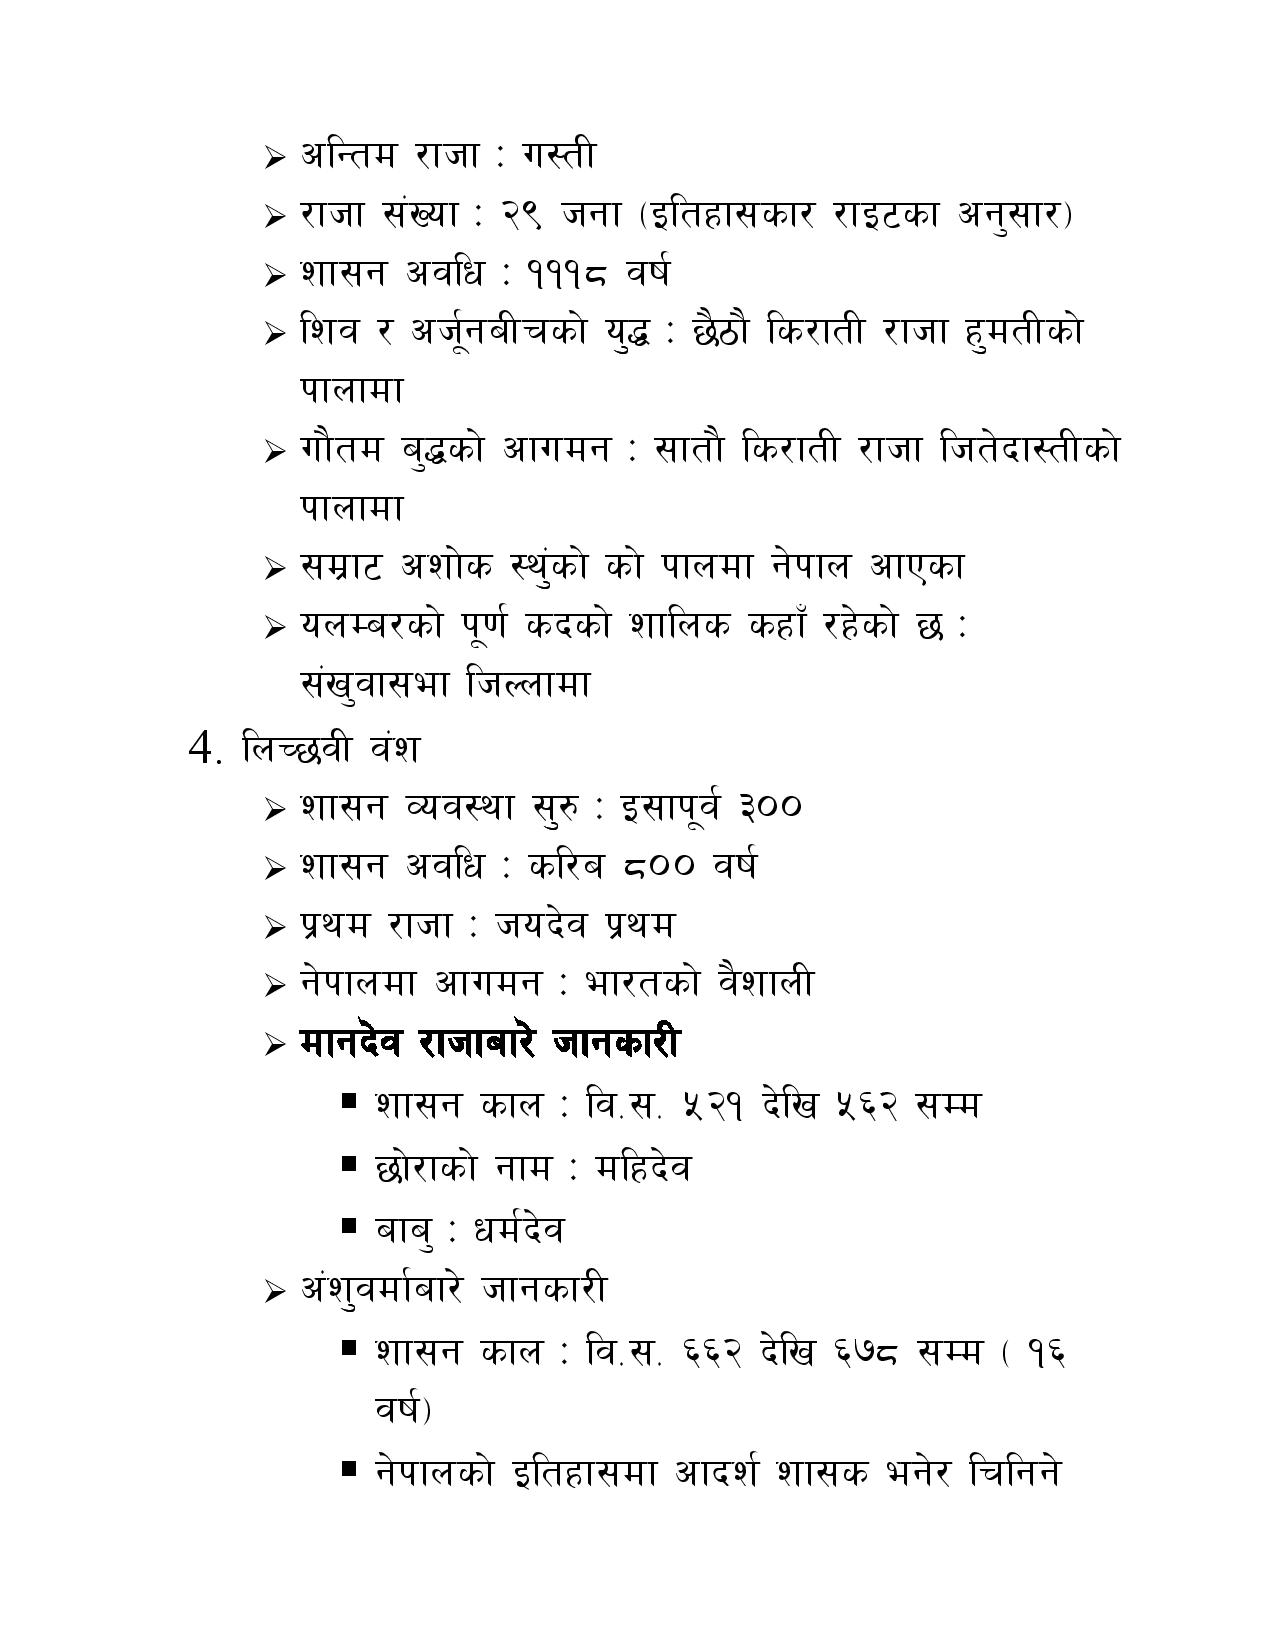 ➢ अन्तिम राजा : गस्ती
➢ राजा संख्या : २९ जना (इतिहासकार राइटका अनुसार)
➢ शासन अवधि : १११८ वर्ष
➢ शिव र अर्जूनबीचको युद्ध : छैठौ किराती राजा हुमतीको
पालामा
➢ गौतम बुद्धको आगमन : सातौ किराती राजा जितेदास्तीको
पालामा
➢ सम्राट अशोक स्थुंको को पालमा नेपाल आएका
➢ यलम्बरको पूर्ण कदको शालिक कहाँ रहेको छ :
संखुवासभा जिल्लामा
4. लिच्छवी वंश
➢ शासन व्यवस्था सुरु : इसापूर्व ३००
➢ शासन अवधि : करिब ८०० वर्ष
➢ प्रथम राजा : जयदेव प्रथम
➢ नेपालमा आगमन : भारतको वैशाली
➢ मानदेव राजाबारे जानकारी
▪ शासन काल : वि.स. ५२१ देखि ५६२ सम्म
▪ छोराको नाम : महिदेव
▪ बाबु : धर्मदेव
➢ अंशुवर्माबारे जानकारी
▪ शासन काल : वि.स. ६६२ देखि ६७८ सम्म ( १६
वर्ष)
▪ नेपालको इतिहासमा आदर्श शासक भनेर चिनिने